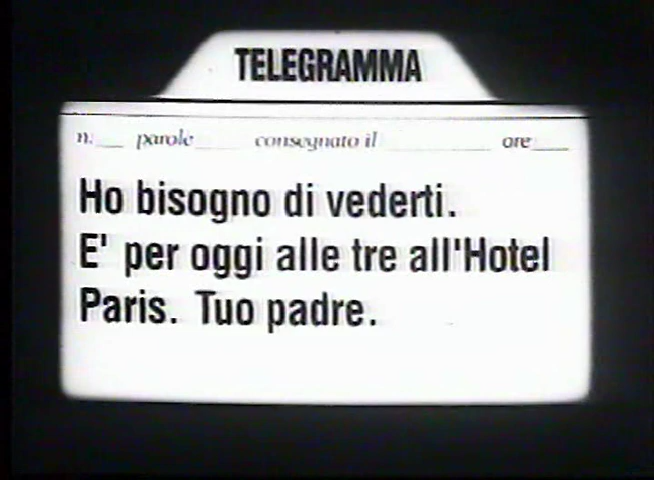 TELEGRAMMA
n. parole consegnato il ore
Ho bisogno di vederti.
E' per oggi alle tre all'Hotel
Paris. Tuo padre.